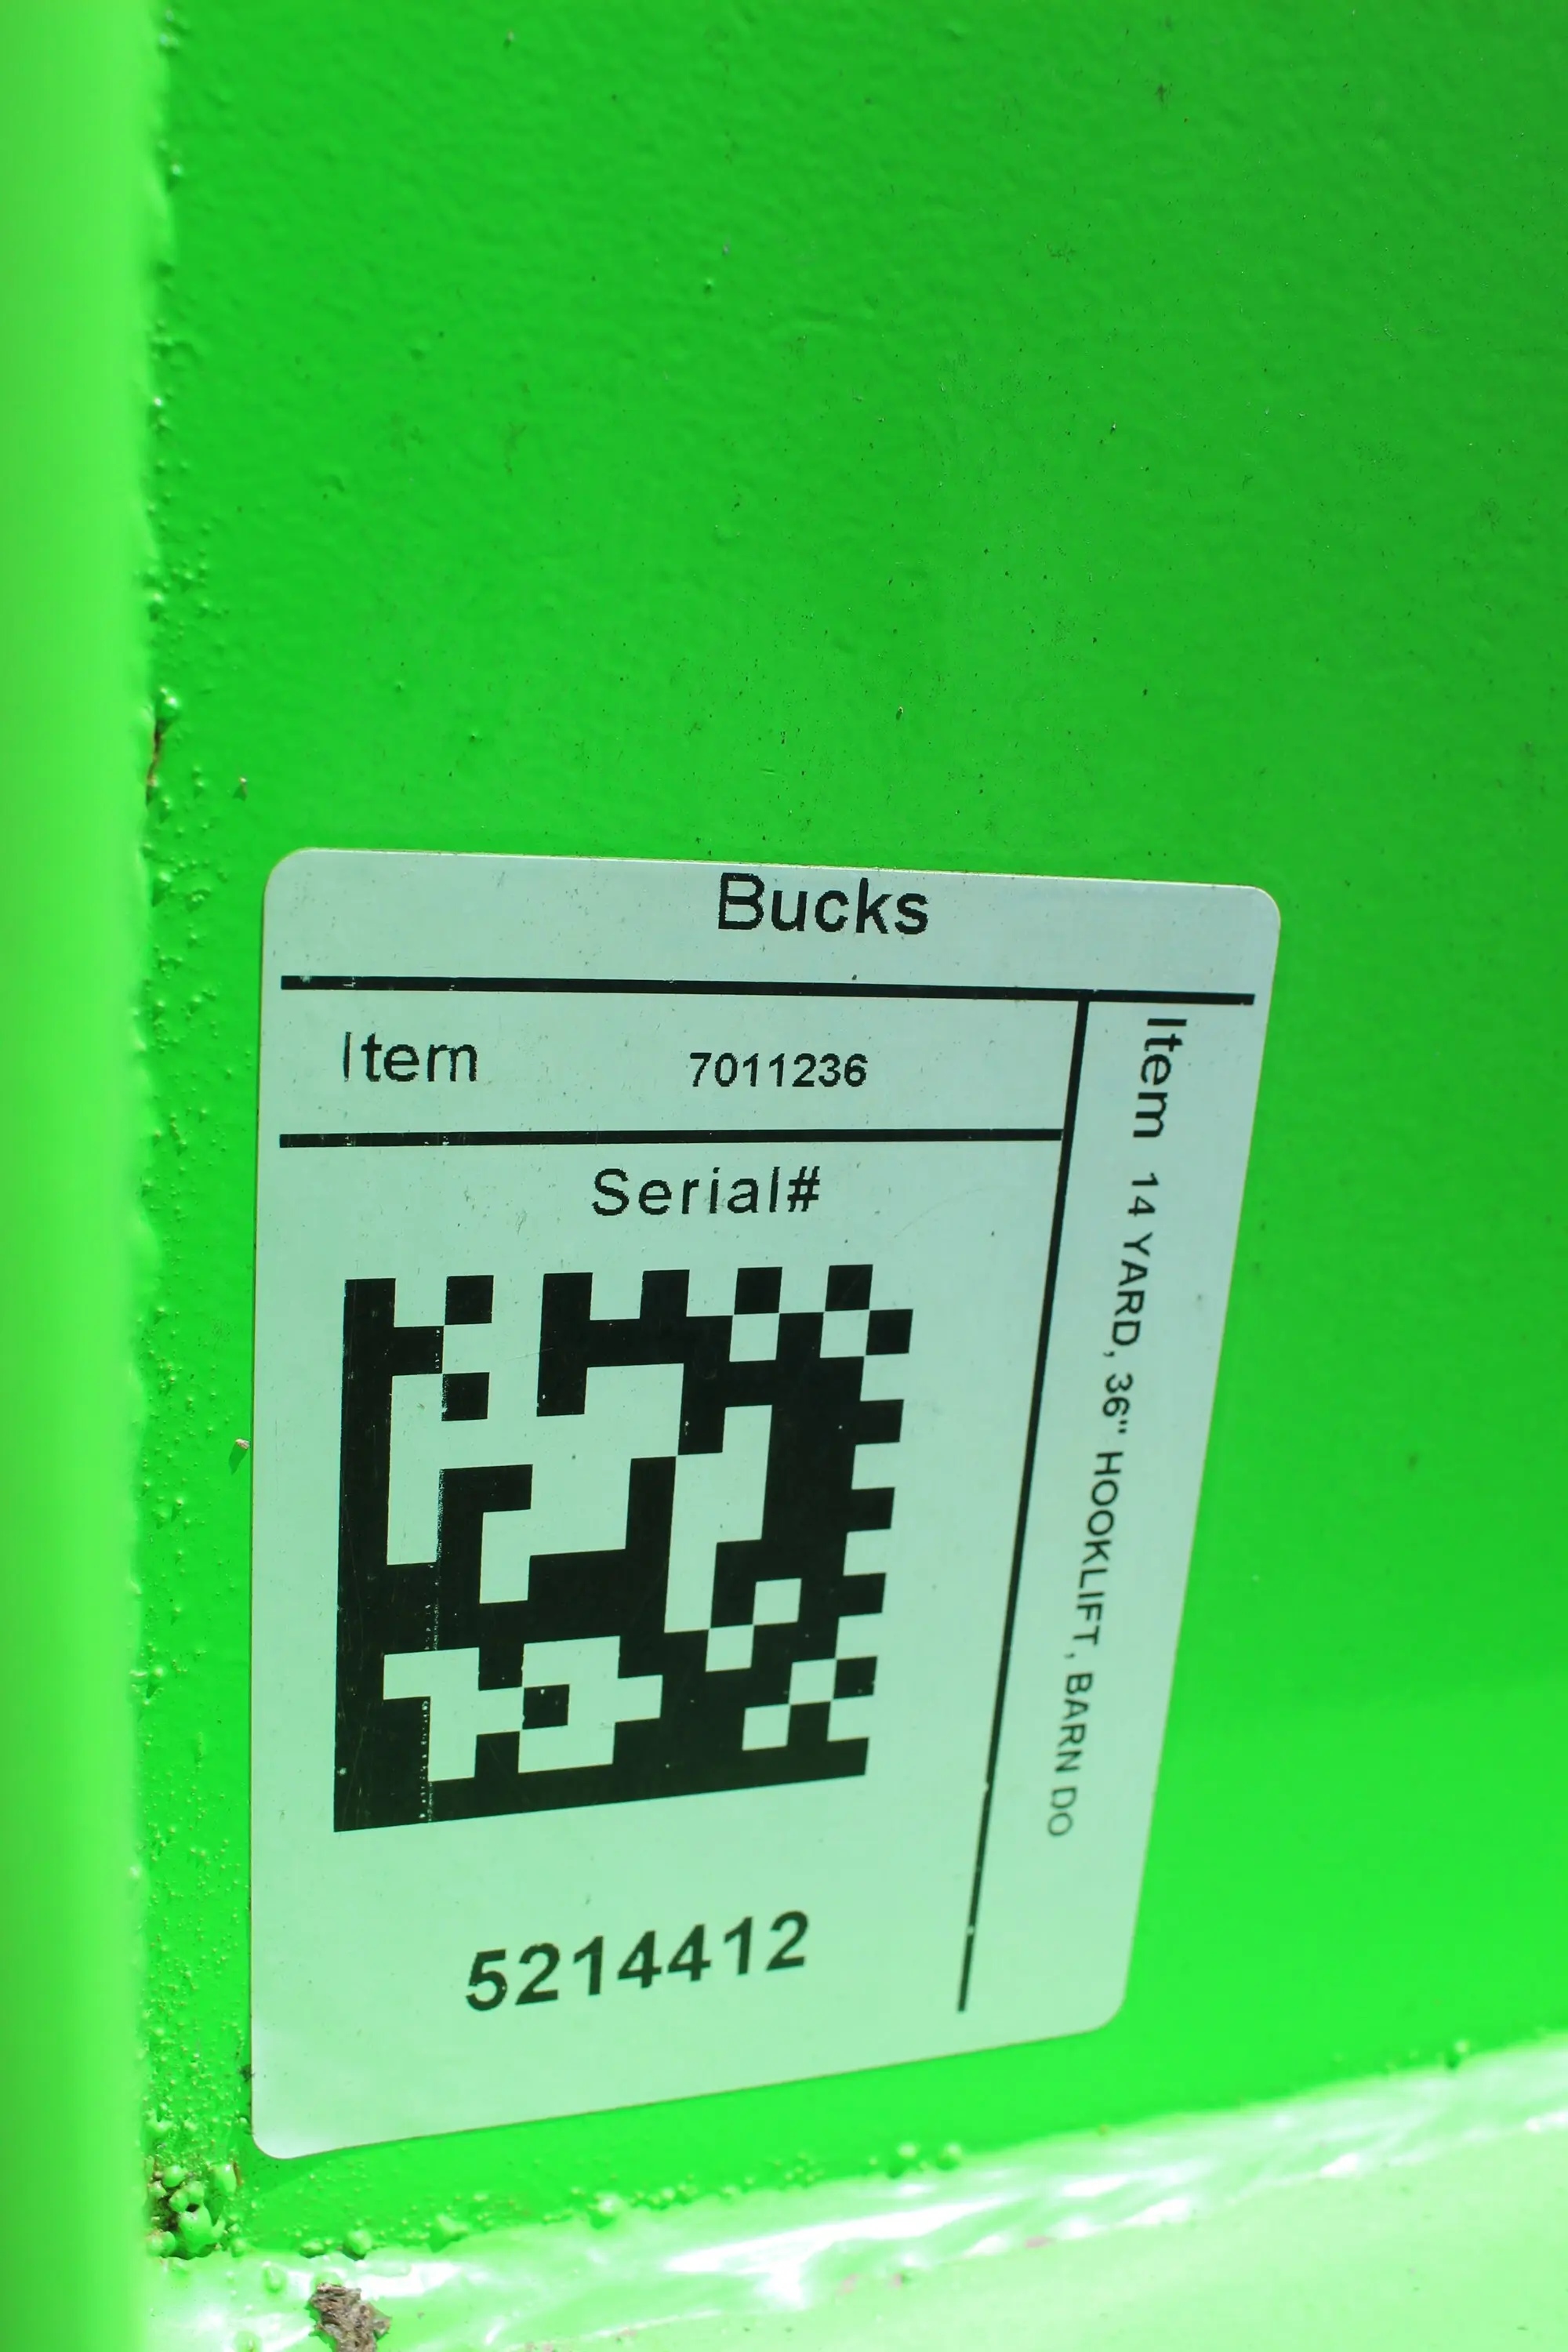 Bucks
Item 7011236
Serial#
5214412
Item 14 YARD, 36" HOOKLIFT, BARN DO